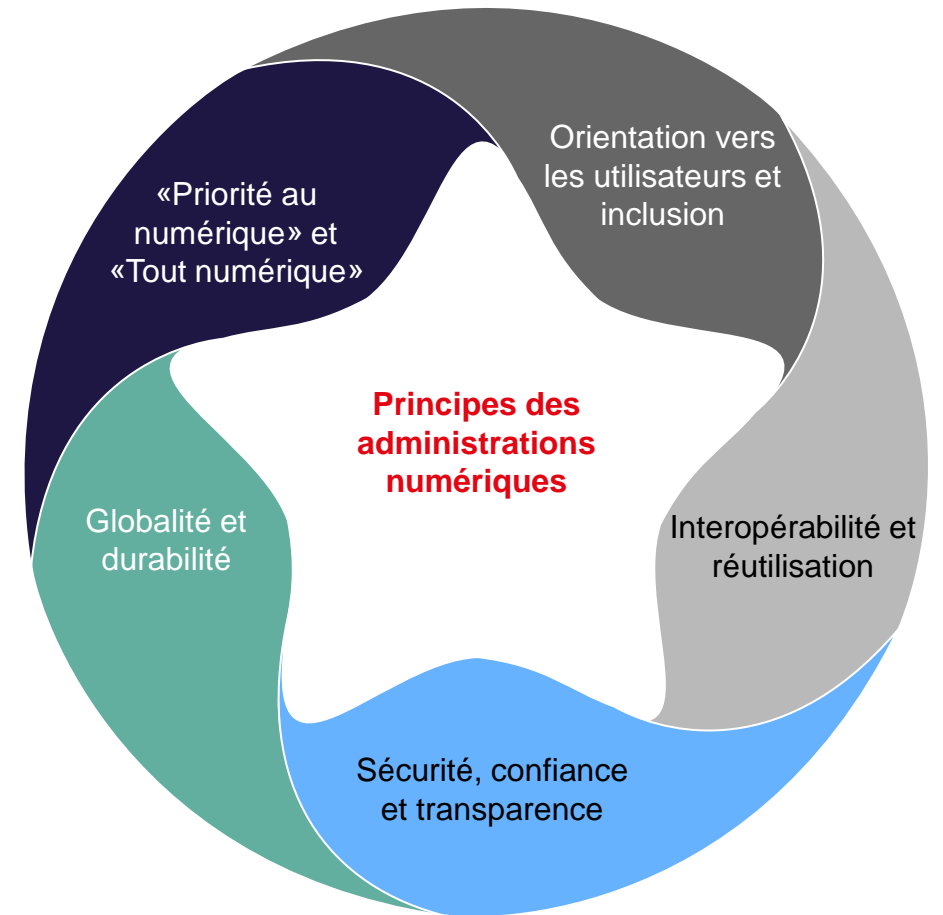 Orientation vers
les utilisateurs et
inclusion
«Priorité au
numérique» et
«Tout numérique»
Principes des
administrations
numériques
Globalité et
durabilité
Interopérabilité et
réutilisation
Sécurité, confiance
et transparence